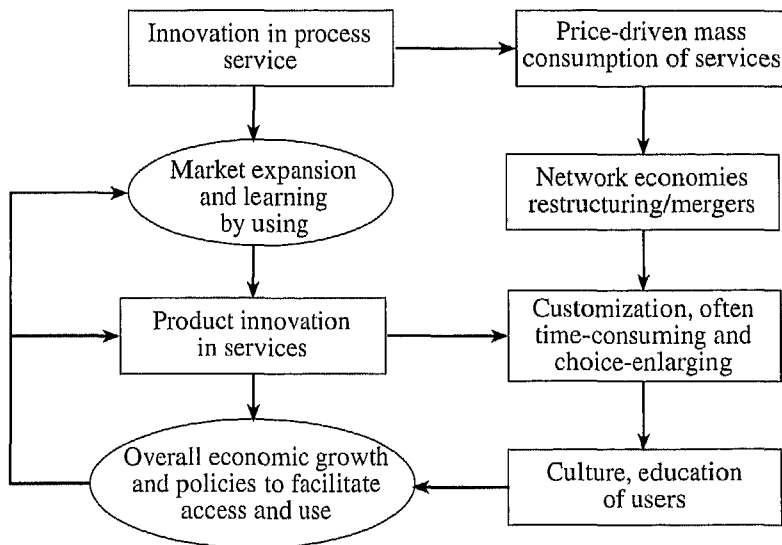 Innovation in process
service
Price-driven mass
consumption of services
Market expansion
and learning
by using
Network economies
restructuring/mergers
Product innovation
in services
Customization, often
time-consuming and
choice-enlarging
Overall economic growth
and policies to facilitate
access and use
Culture, education
of users